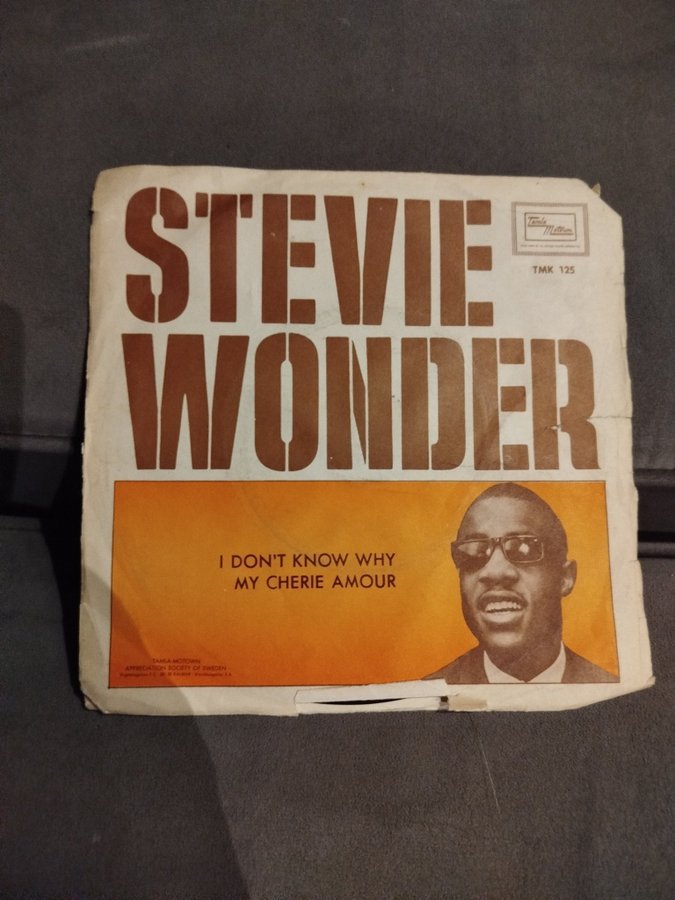 STEVIE
Tamla
Motown
TMK 125
WONDER
I DON'T KNOW WHY
MY CHERIE AMOUR
TAMLA-MOTOWN
APPRECIATION SOCIETY OF SWEDEN